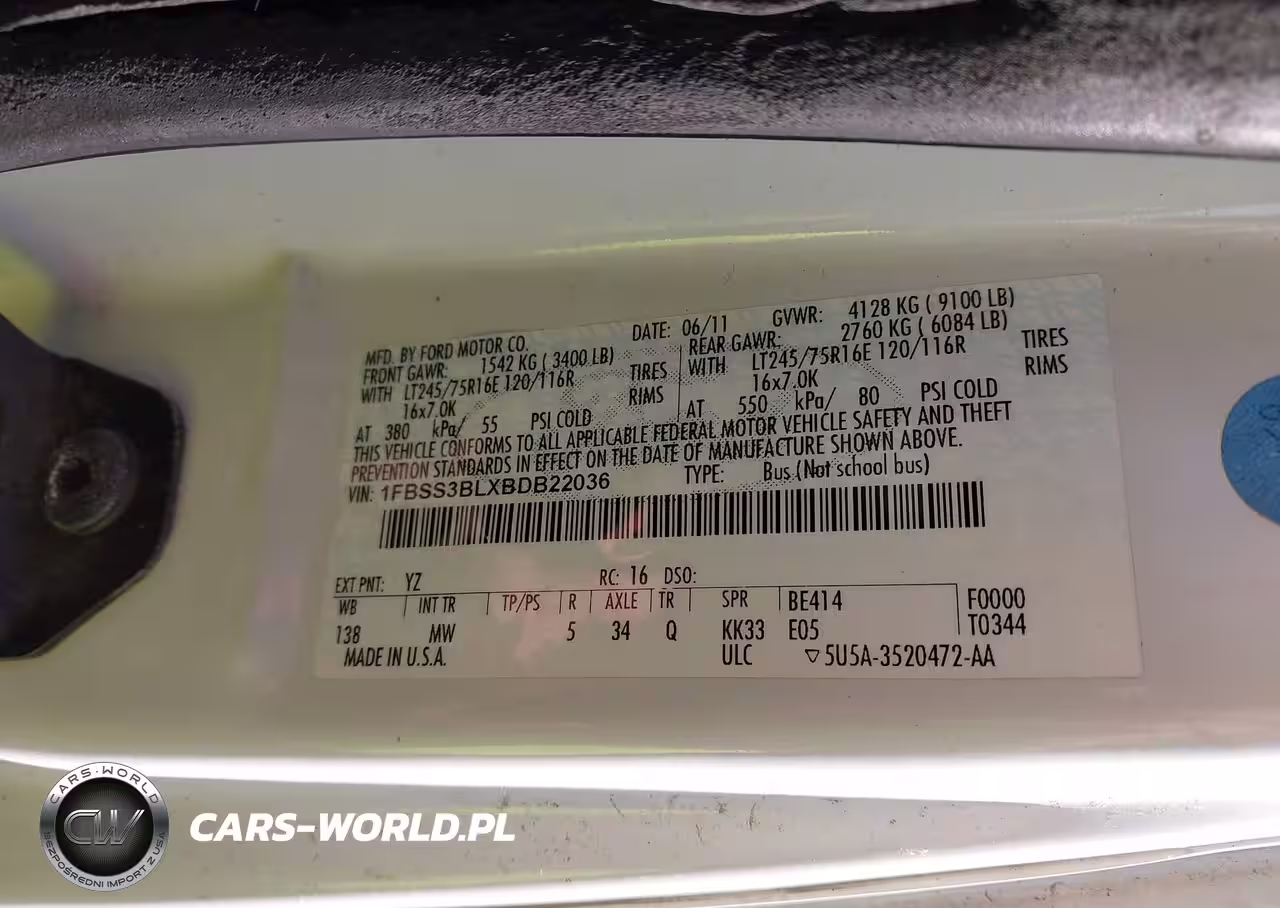 MFD. BY FORD MOTOR CO. DATE: 06/11 GVWR: 4128 KG ( 9100 LB)
FRONT GAWR: 1542 KG ( 3400 LB) REAR GAWR: 2760 KG ( 6084 LB)
WITH LT245/75R16E 120/116R TIRES WITH LT245/75R16E 120/116R TIRES
16x7.0K RIMS 16x7.0K RIMS
AT 380 kPa/ 55 PSI COLD AT 550 kPa/ 80 PSI COLD
THIS VEHICLE CONFORMS TO ALL APPLICABLE FEDERAL MOTOR VEHICLE SAFETY AND THEFT
PREVENTION STANDARDS IN EFFECT ON THE DATE OF MANUFACTURE SHOWN ABOVE.
VIN: 1FBSS3BLXBDB22036 TYPE: Bus (Not school bus)
EXT PNT: YZ RC: 16 DSO:
WB INT TR TP/PS R AXLE TR SPR BE414 F0000
138 MW 5 34 Q KK33 E05 T0344
MADE IN U.S.A. ULC ▽5U5A-3520472-AA
CARS-WORLD
CW
BEZPOŚREDNI IMPORT Z USA
CARS-WORLD.PL